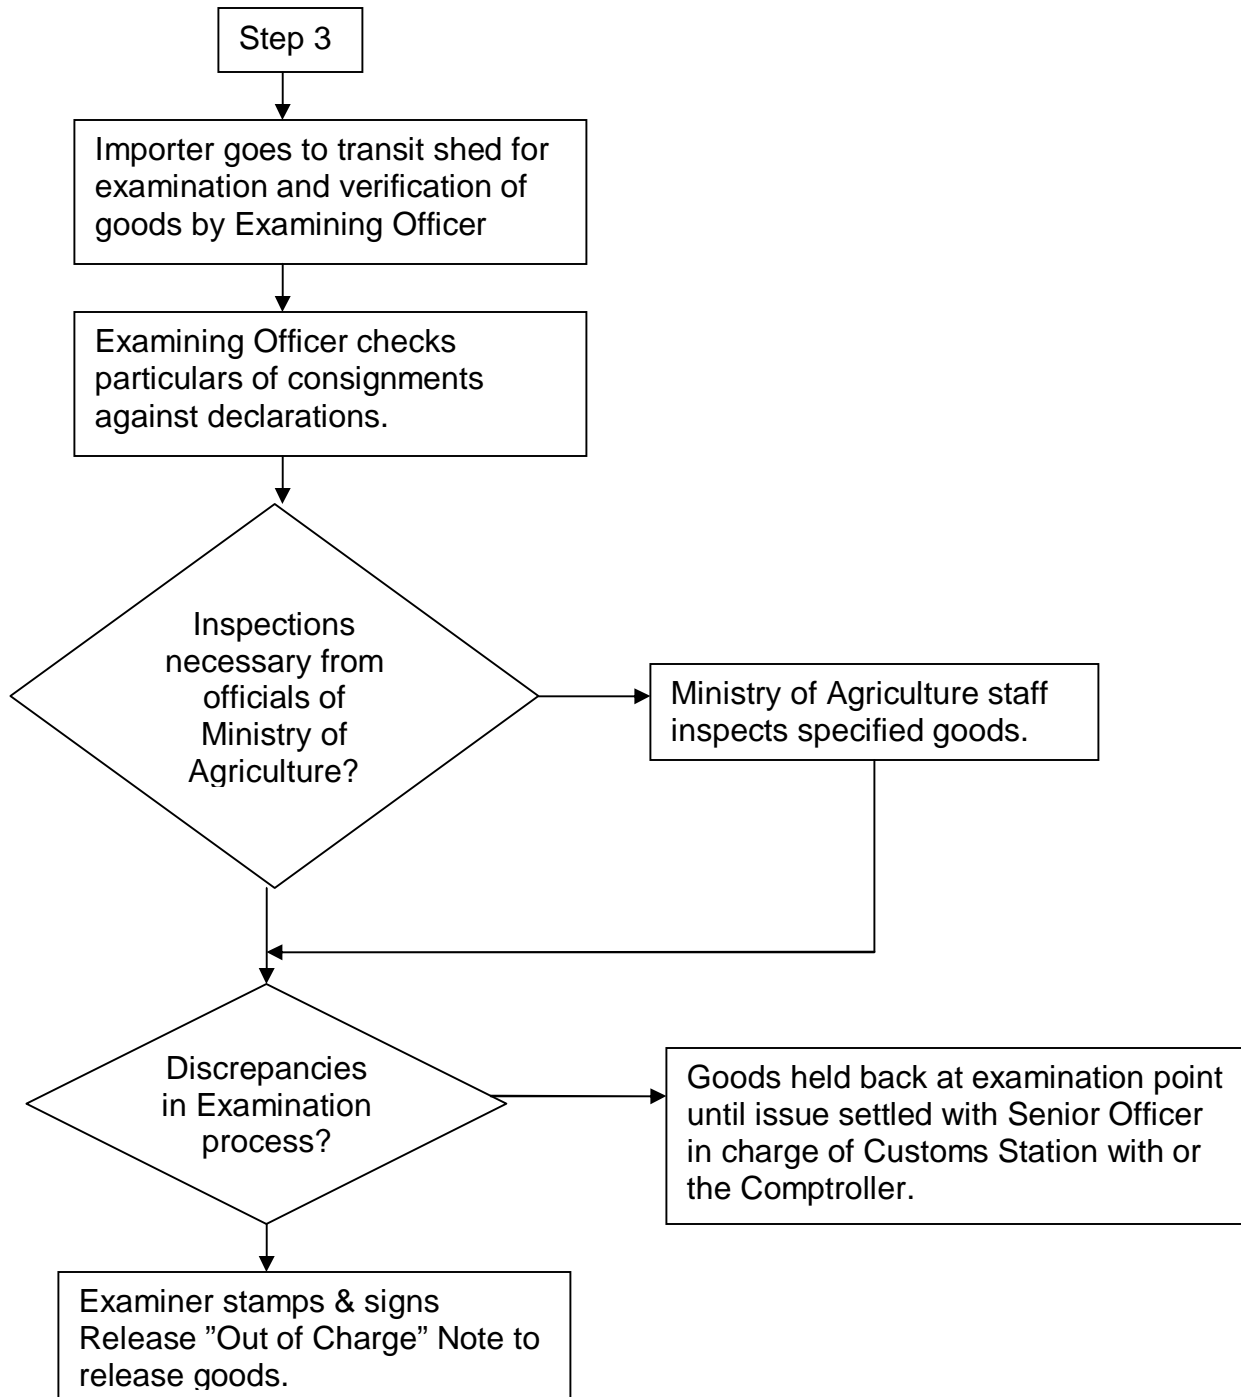 Step 3
Importer goes to transit shed for
examination and verification of
goods by Examining Officer
Examining Officer checks
particulars of consignments
against declarations.
Inspections
necessary from
officials of
Ministry of
Agriculture?
Ministry of Agriculture staff
inspects specified goods.
Discrepancies
in Examination
process?
Goods held back at examination point
until issue settled with Senior Officer
in charge of Customs Station with or
the Comptroller.
Examiner stamps & signs
Release ”Out of Charge” Note to
release goods.